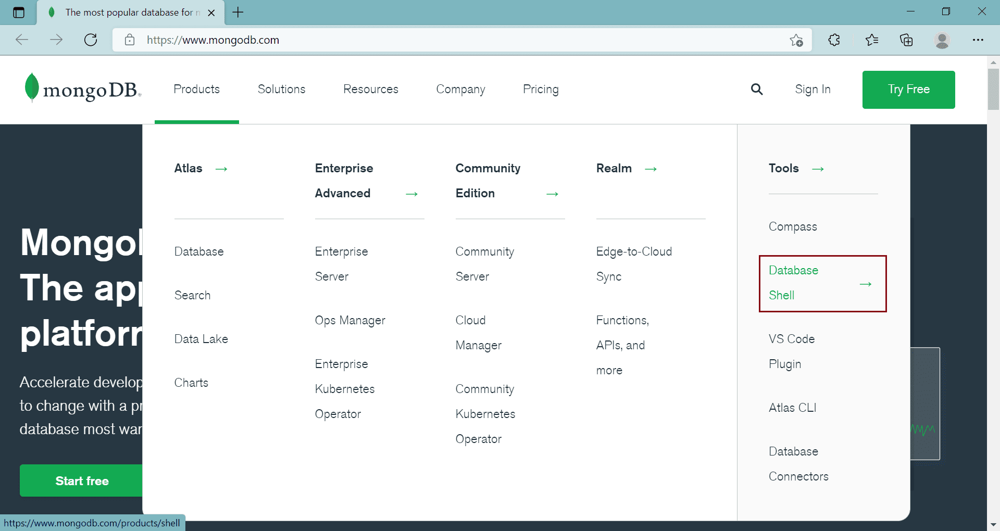 The most popular database for
https://www.mongodb.com
mongoDB®
Products
Solutions
Resources
Company
Pricing
Sign In
Try Free
Atlas →
Database
Search
Data Lake
Charts
Enterprise
Advanced →
Enterprise
Server
Ops Manager
Enterprise
Kubernetes
Operator
Community
Edition →
Community
Server
Cloud
Manager
Community
Kubernetes
Operator
Realm →
Edge-to-Cloud
Sync
Functions,
APIs, and
more
Tools →
Compass
Database
Shell →
VS Code
Plugin
Atlas CLI
Database
Connectors
Mongo
The app
platfor
Accelerate develop
to change with a pr
database most war
Start free
https://www.mongodb.com/products/shell